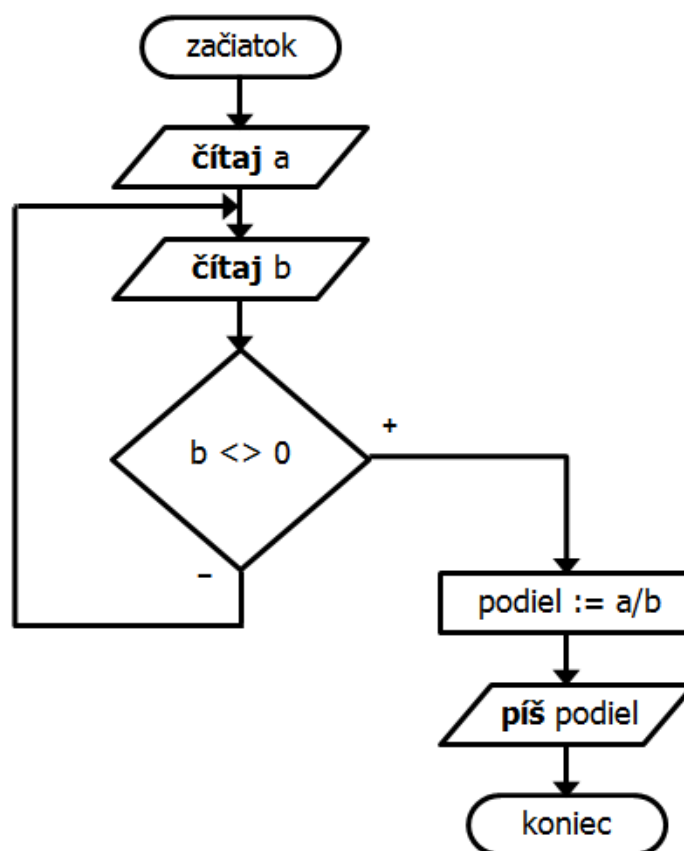 začiatok
čítaj a
čítaj b
b <> 0
+
–
podiel := a/b
píš podiel
koniec